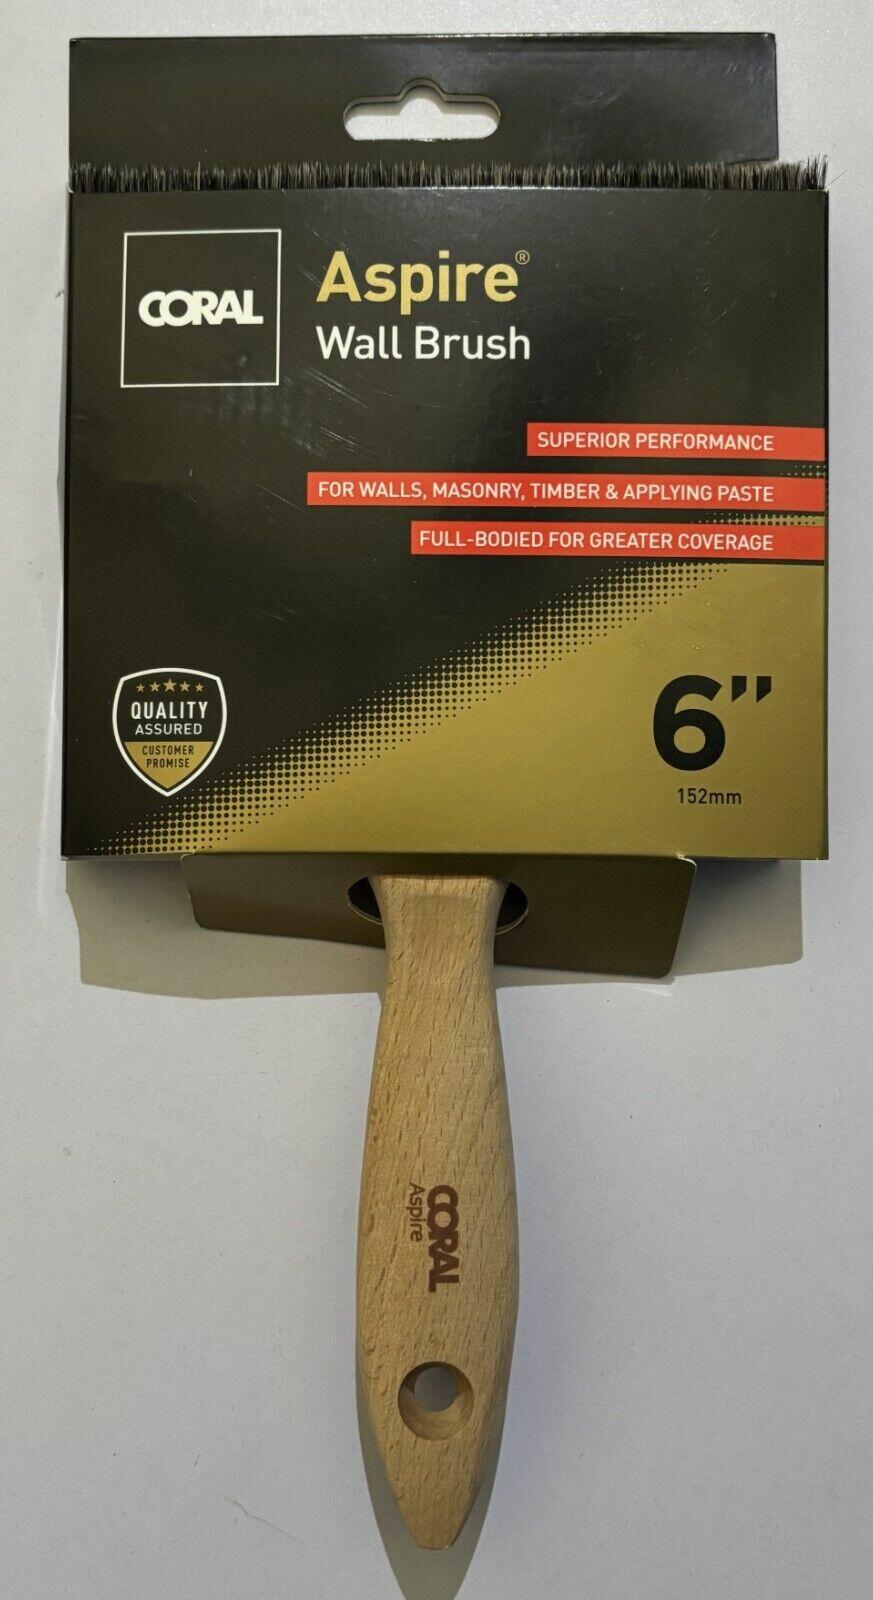 CORAL
Aspire®
Wall Brush
SUPERIOR PERFORMANCE
FOR WALLS, MASONRY, TIMBER & APPLYING PASTE
FULL-BODIED FOR GREATER COVERAGE
QUALITY
ASSURED
CUSTOMER
PROMISE
6”
152mm
CORAL
Aspire